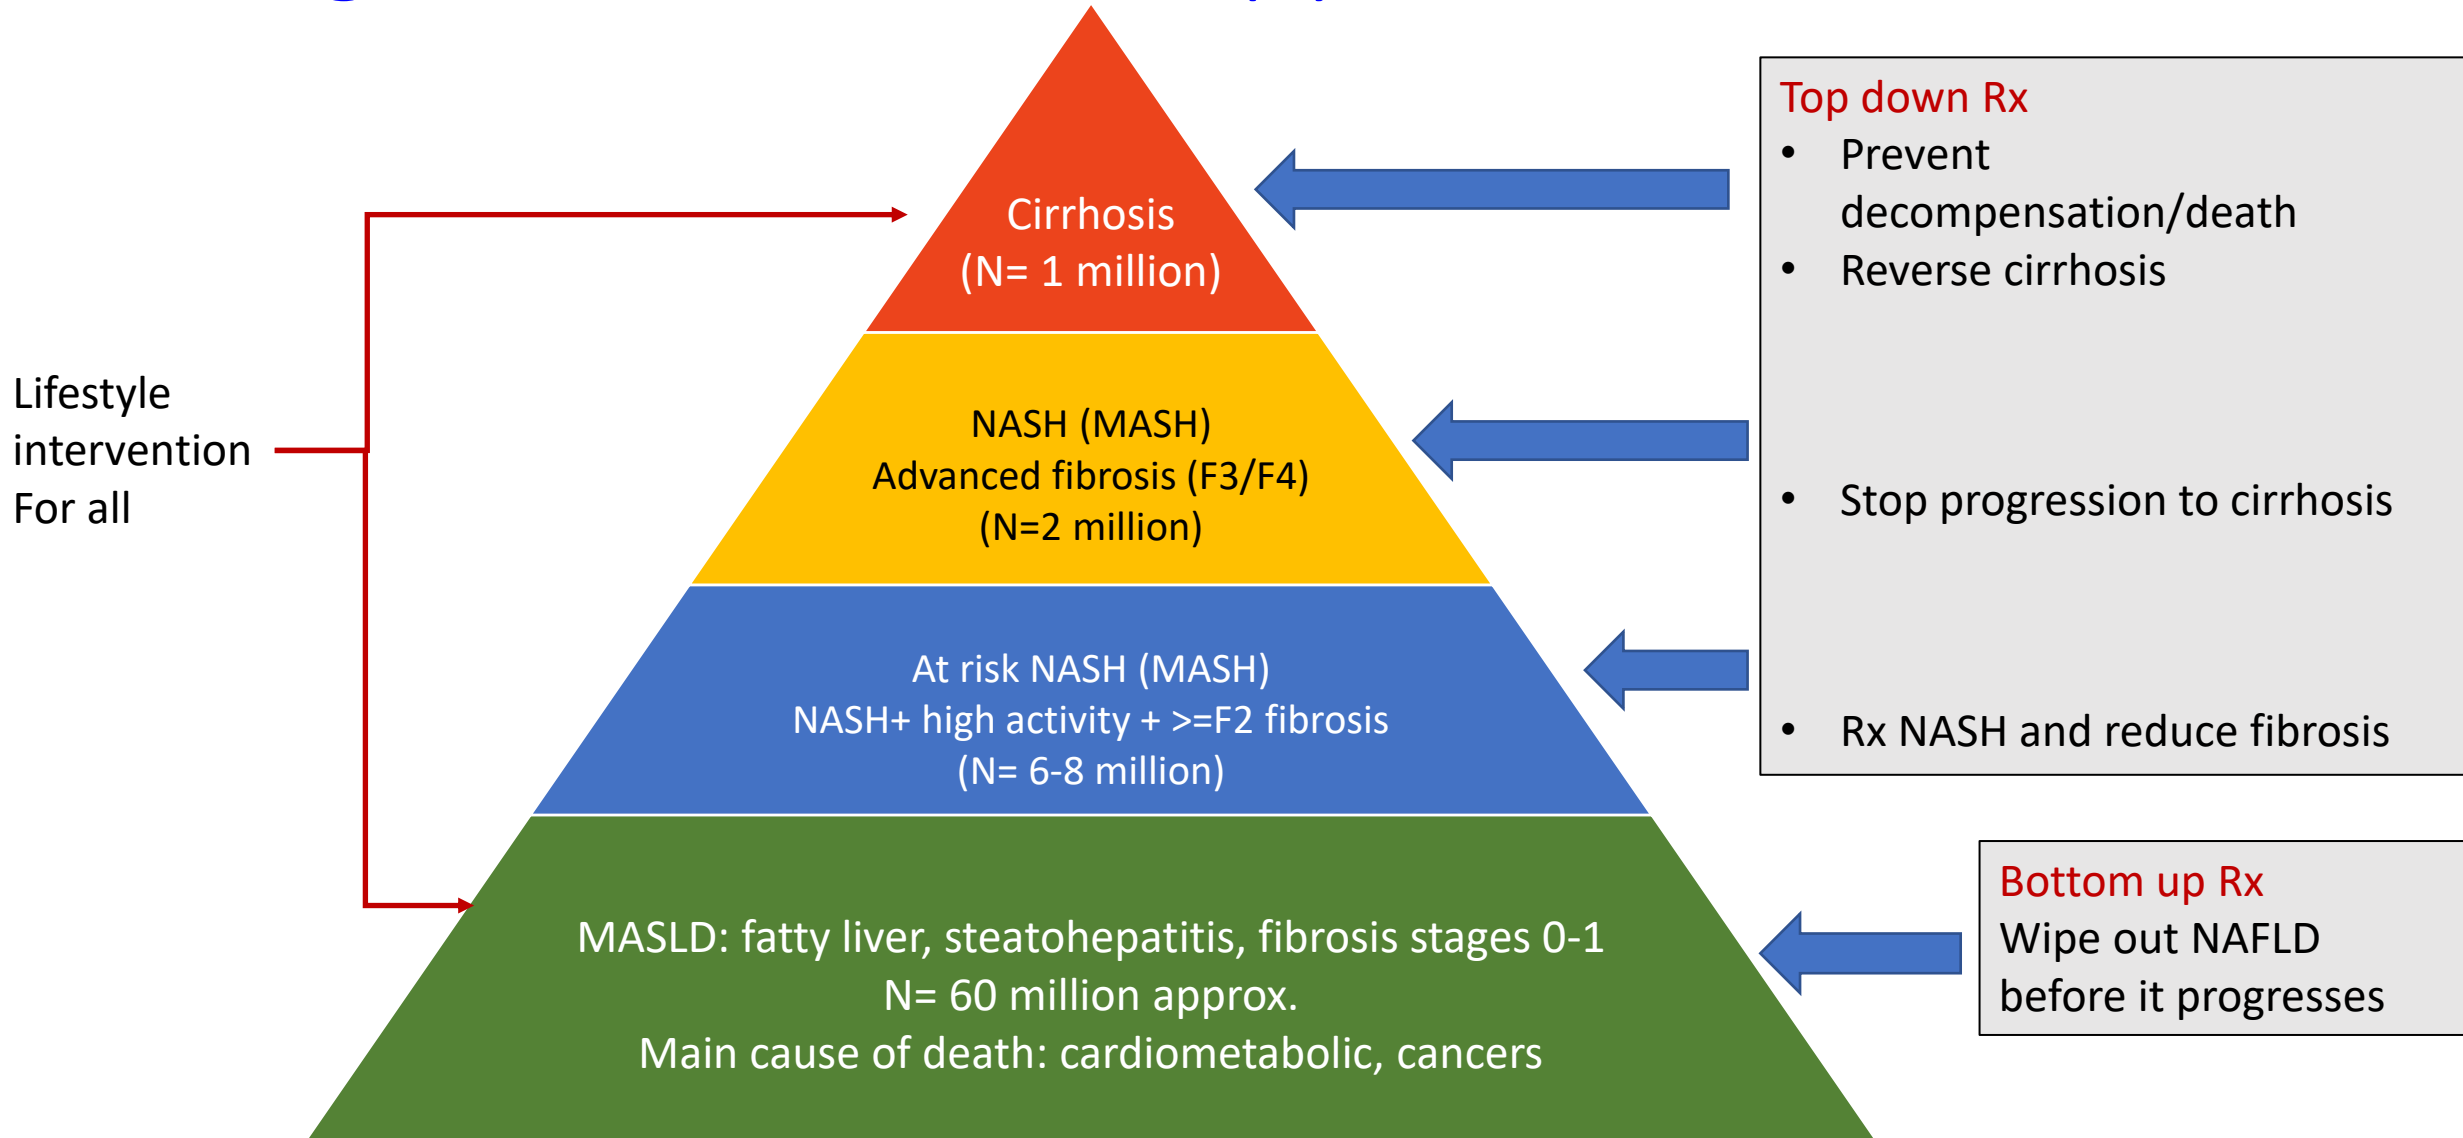 Cirrhosis
(N= 1 million)
NASH (MASH)
Advanced fibrosis (F3/F4)
(N=2 million)
At risk NASH (MASH)
NASH+ high activity + >=F2 fibrosis
(N= 6-8 million)
MASLD: fatty liver, steatohepatitis, fibrosis stages 0-1
N= 60 million approx.
Main cause of death: cardiometabolic, cancers
Lifestyle
intervention
For all
Top down Rx
• Prevent
decompensation/death
• Reverse cirrhosis
• Stop progression to cirrhosis
• Rx NASH and reduce fibrosis
Bottom up Rx
Wipe out NAFLD
before it progresses